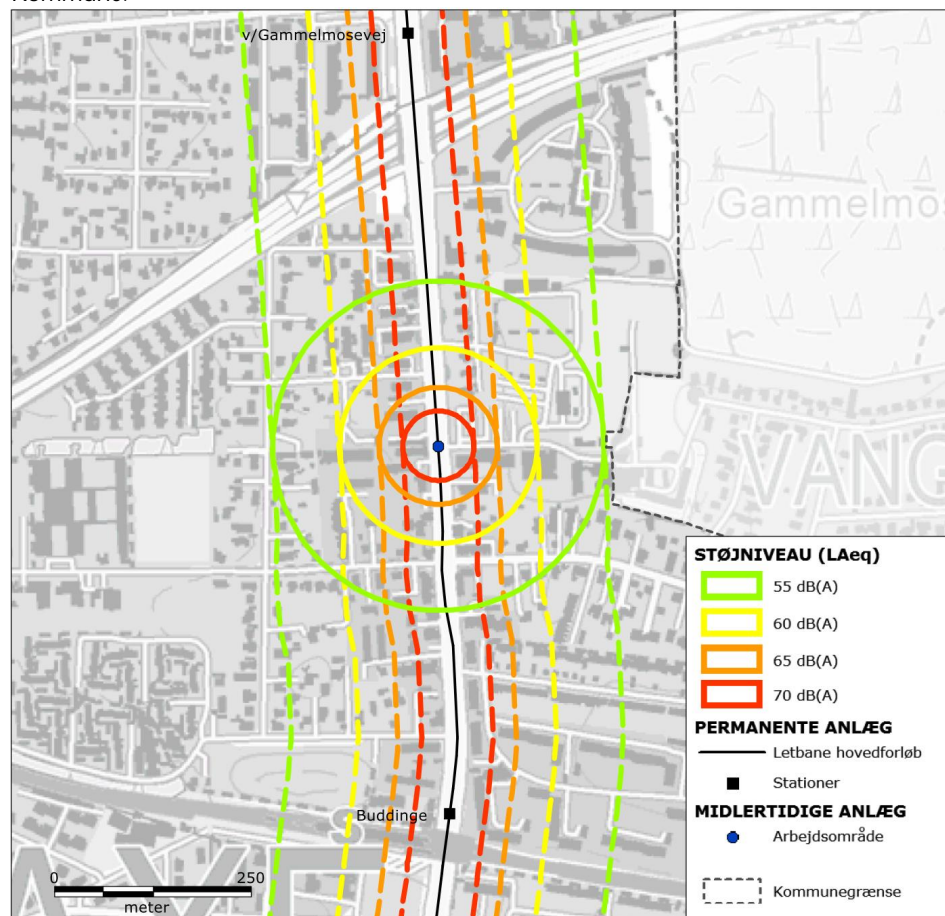 v/Gammelmosevej
Gammelmos
VANG
Buddinge
0 250
meter
STØJNIVEAU (LAeq)
55 dB(A)
60 dB(A)
65 dB(A)
70 dB(A)
PERMANENTE ANLÆG
Letbane hovedforløb
Stationer
MIDLERTIDIGE ANLÆG
Arbejdsområde
Kommunegrænse